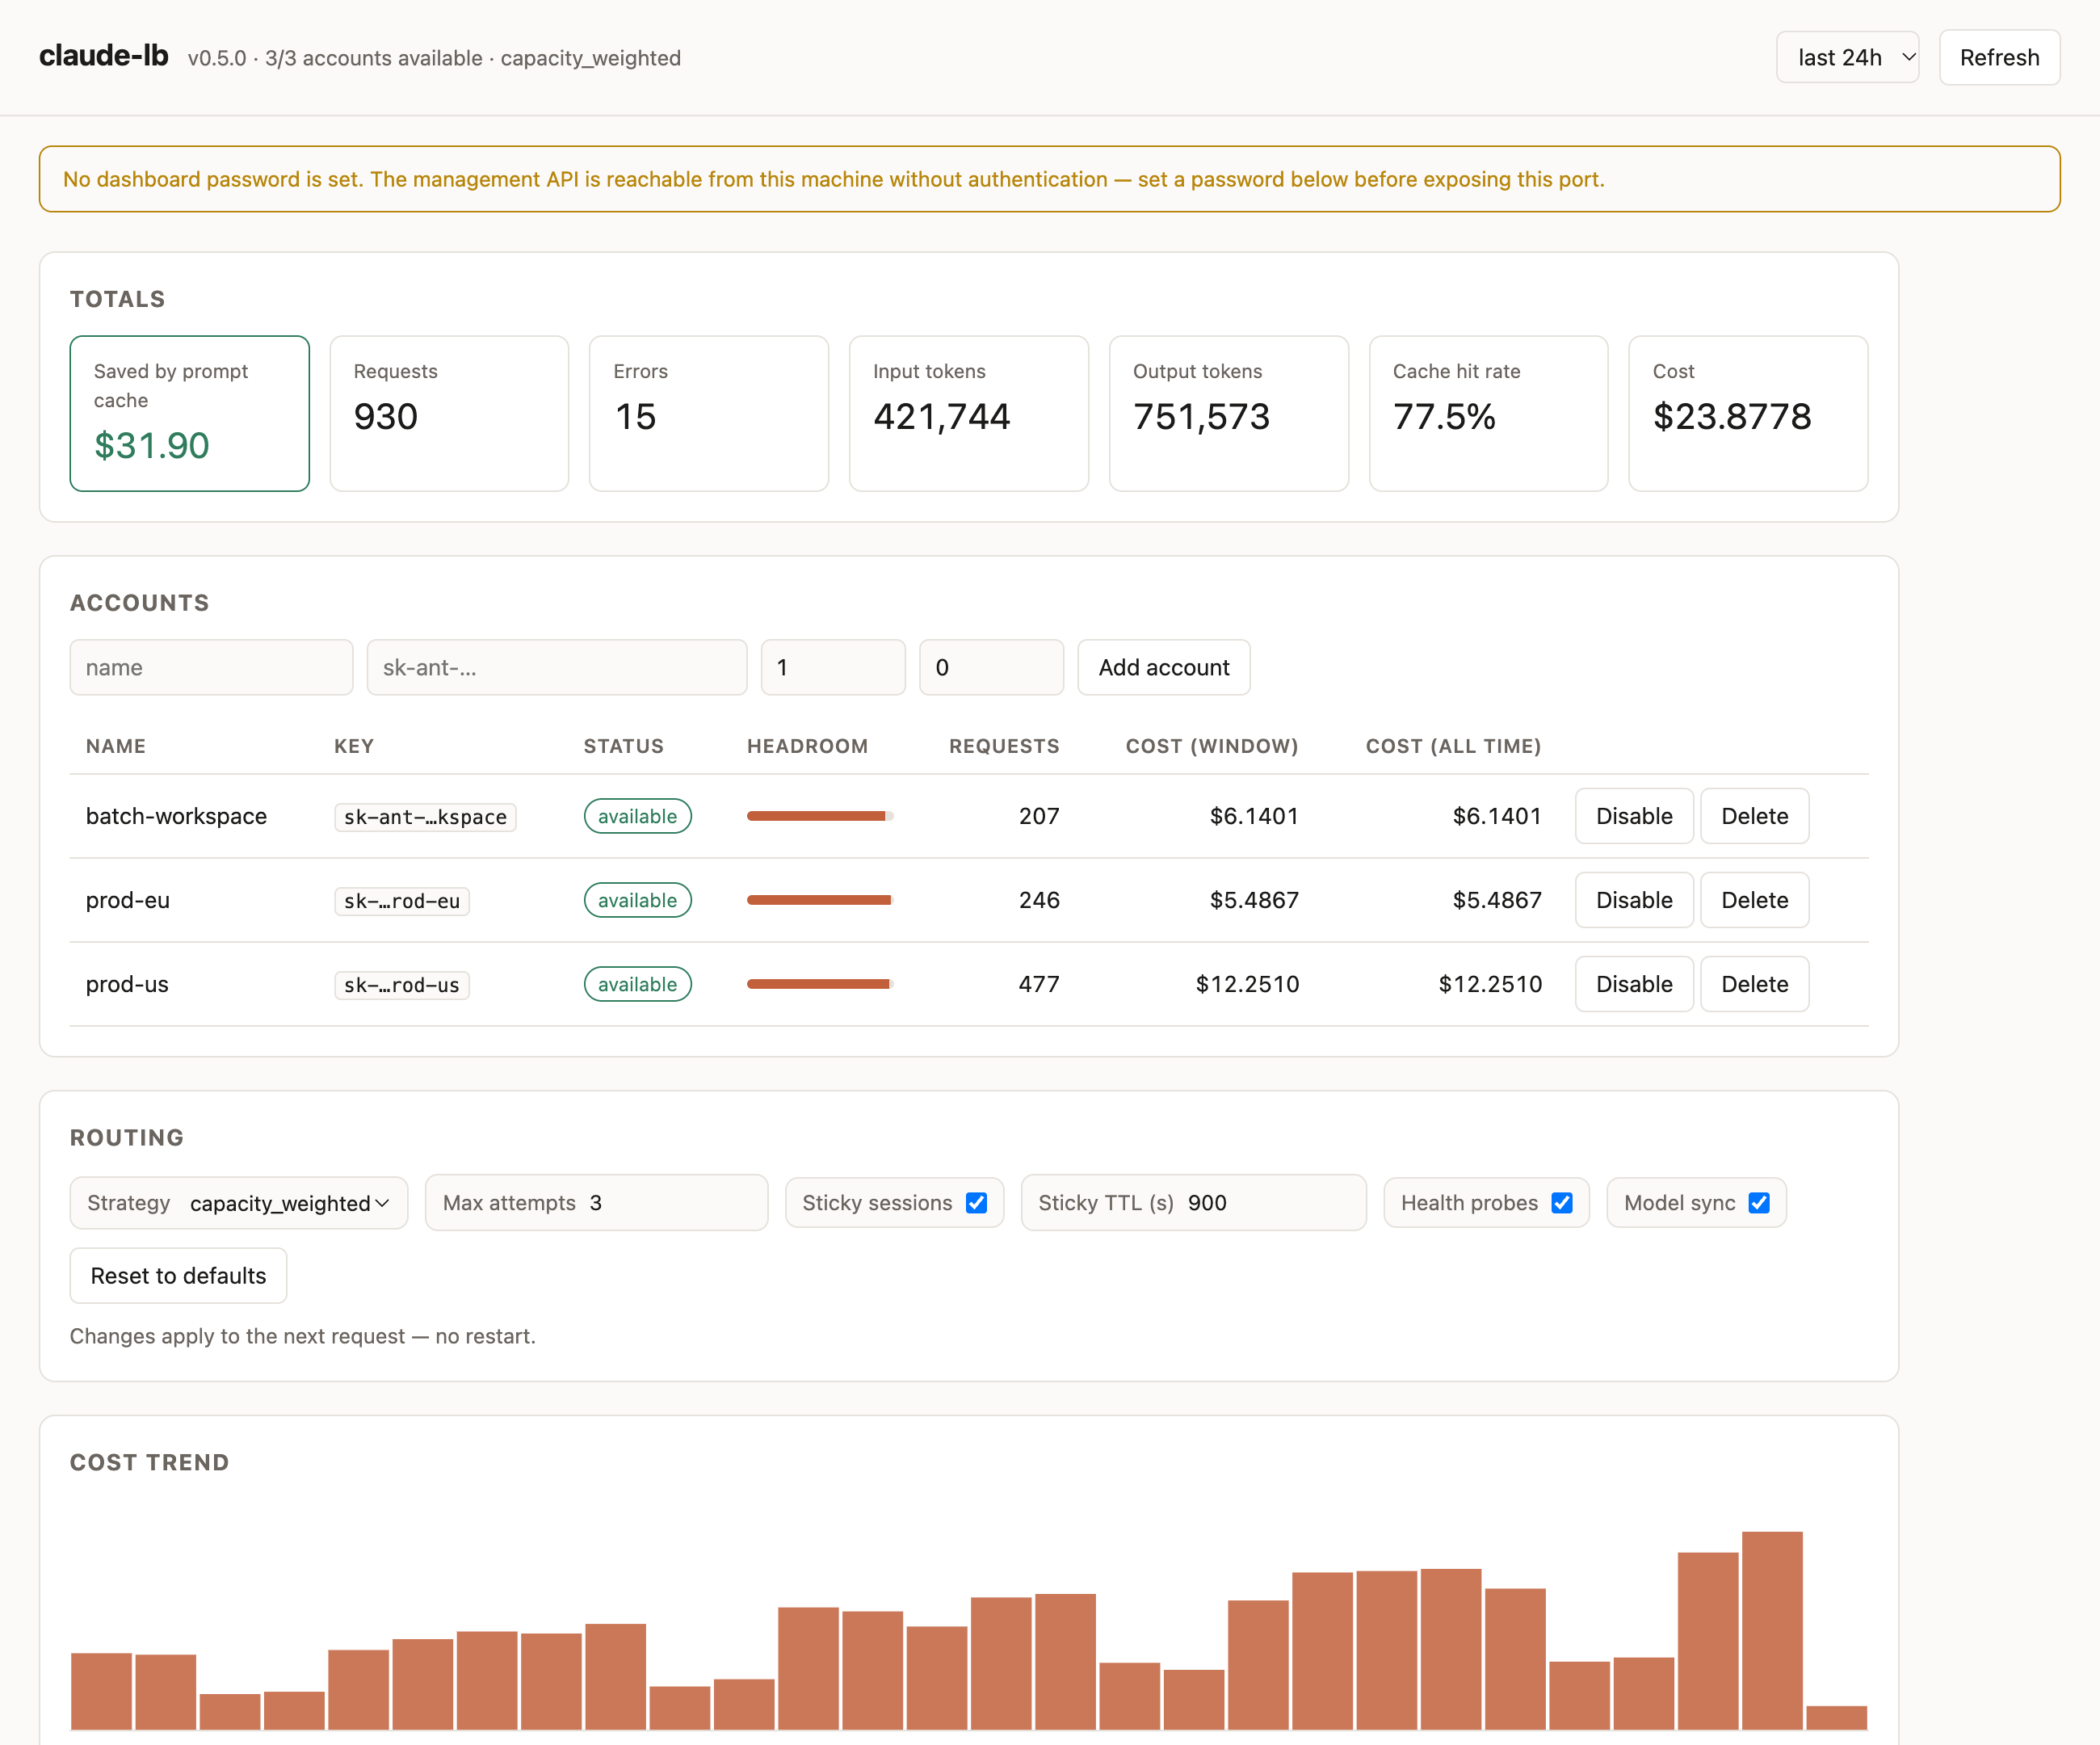 claude-lb v0.5.0 · 3/3 accounts available · capacity_weighted last 24h Refresh
No dashboard password is set. The management API is reachable from this machine without authentication — set a password below before exposing this port.
TOTALS
Saved by prompt cache
$31.90
Requests
930
Errors
15
Input tokens
421,744
Output tokens
751,573
Cache hit rate
77.5%
Cost
$23.8778
ACCOUNTS
name sk-ant-... 1 0 Add account
NAME KEY STATUS HEADROOM REQUESTS COST (WINDOW) COST (ALL TIME)
batch-workspace sk-ant-…kspace available 207 $6.1401 $6.1401 Disable Delete
prod-eu sk-…rod-eu available 246 $5.4867 $5.4867 Disable Delete
prod-us sk-…rod-us available 477 $12.2510 $12.2510 Disable Delete
ROUTING
Strategy capacity_weighted Max attempts 3 Sticky sessions Sticky TTL (s) 900 Health probes Model sync
Reset to defaults
Changes apply to the next request — no restart.
COST TREND